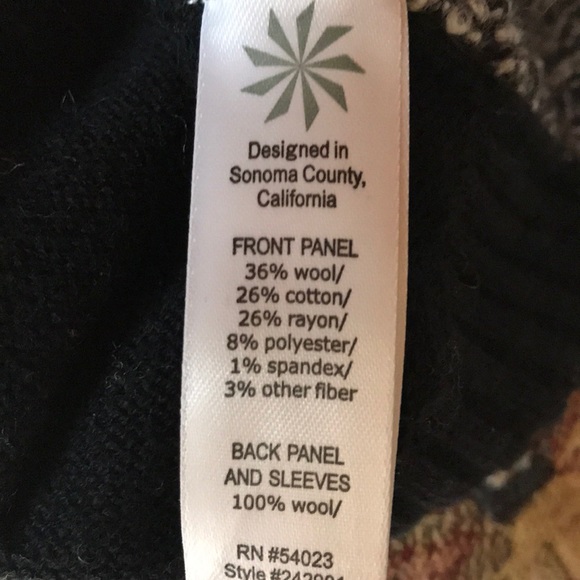 Designed in
Sonoma County,
California
FRONT PANEL
36% wool/
26% cotton/
26% rayon/
8% polyester/
1% spandex/
3% other fiber
BACK PANEL
AND SLEEVES
100% wool/
RN #54023
Style